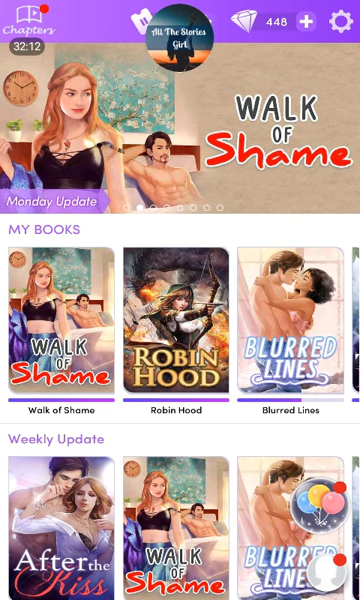 Chapters
All The Stories
Girl
448
32:12
WALK
OF
Shame
Monday Update
MY BOOKS
WALK
OF
Shame
ROBIN
HOOD
BLURRED
LINES
Walk of Shame
Robin Hood
Blurred Lines
Weekly Update
After the
Kiss
WALK
OF
Shame
BLURRED
LINES